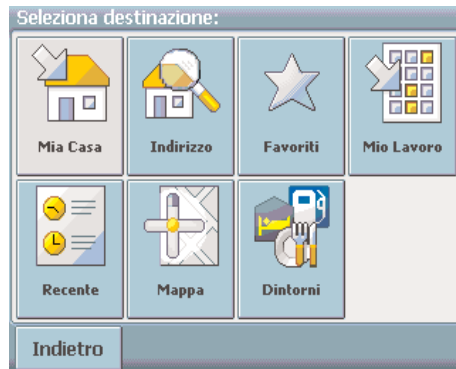 Seleziona destinazione:
Mia Casa
Indirizzo
Favoriti
Mio Lavoro
Recente
Mappa
Dintorni
Indietro